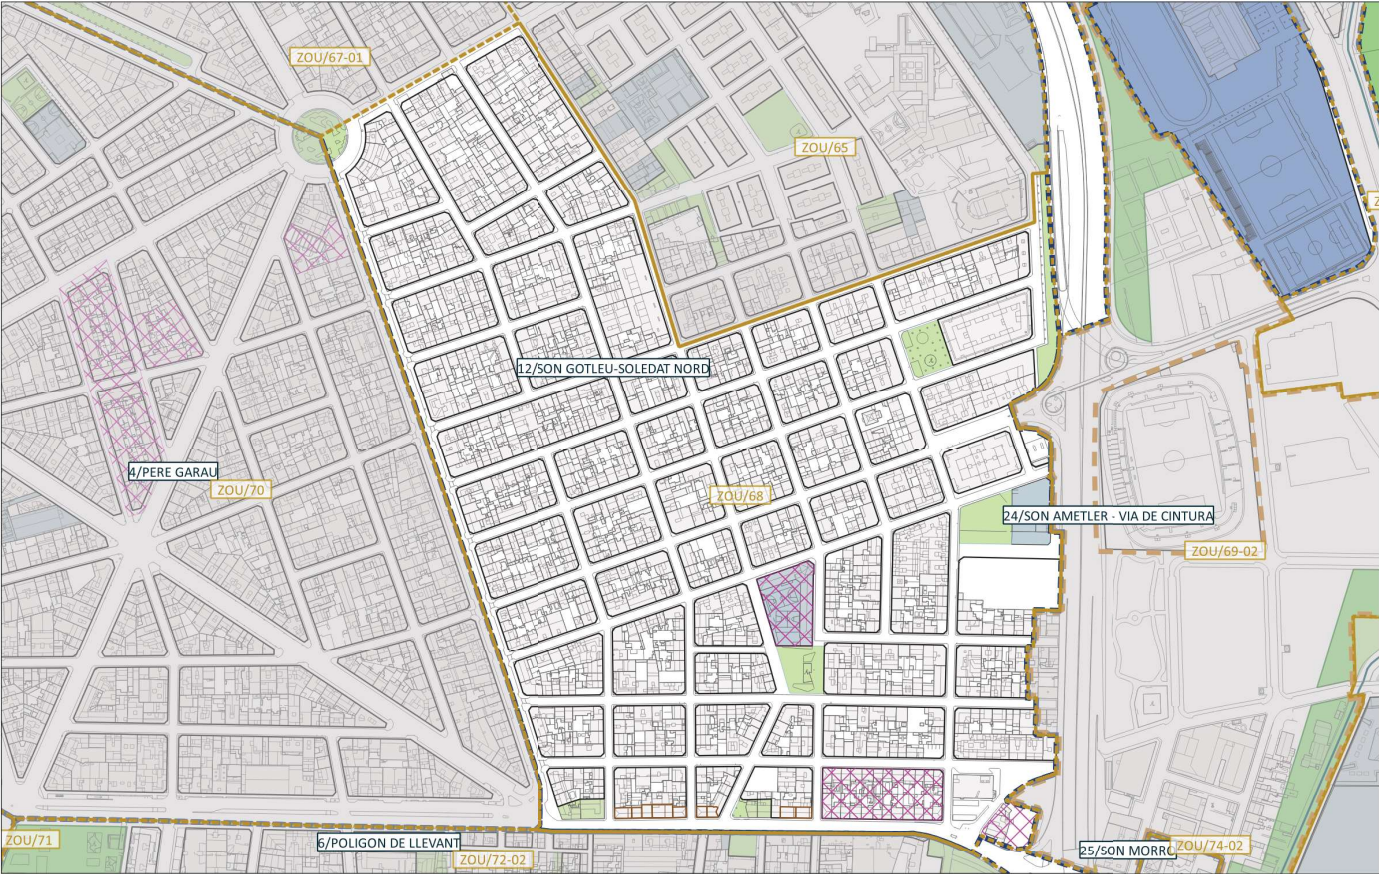 ZOU/67-01
ZOU/65
12/SON GOTLEU-SOLEDAT NORD
4/PERE GARAU
ZOU/70
ZOU/68
24/SON AMETLER - VIA DE CINTURA
ZOU/69-02
ZOU/71
6/POLIGON DE LLEVANT
ZOU/72-02
25/SON MORRO
ZOU/74-02